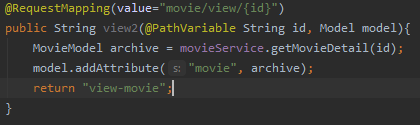 @RequestMapping(value="movie/view/{id}")
public String view2(@PathVariable String id, Model model){
MovieModel archive = movieService.getMovieDetail(id);
model.addAttribute( s: "movie", archive);
return "view-movie";
}